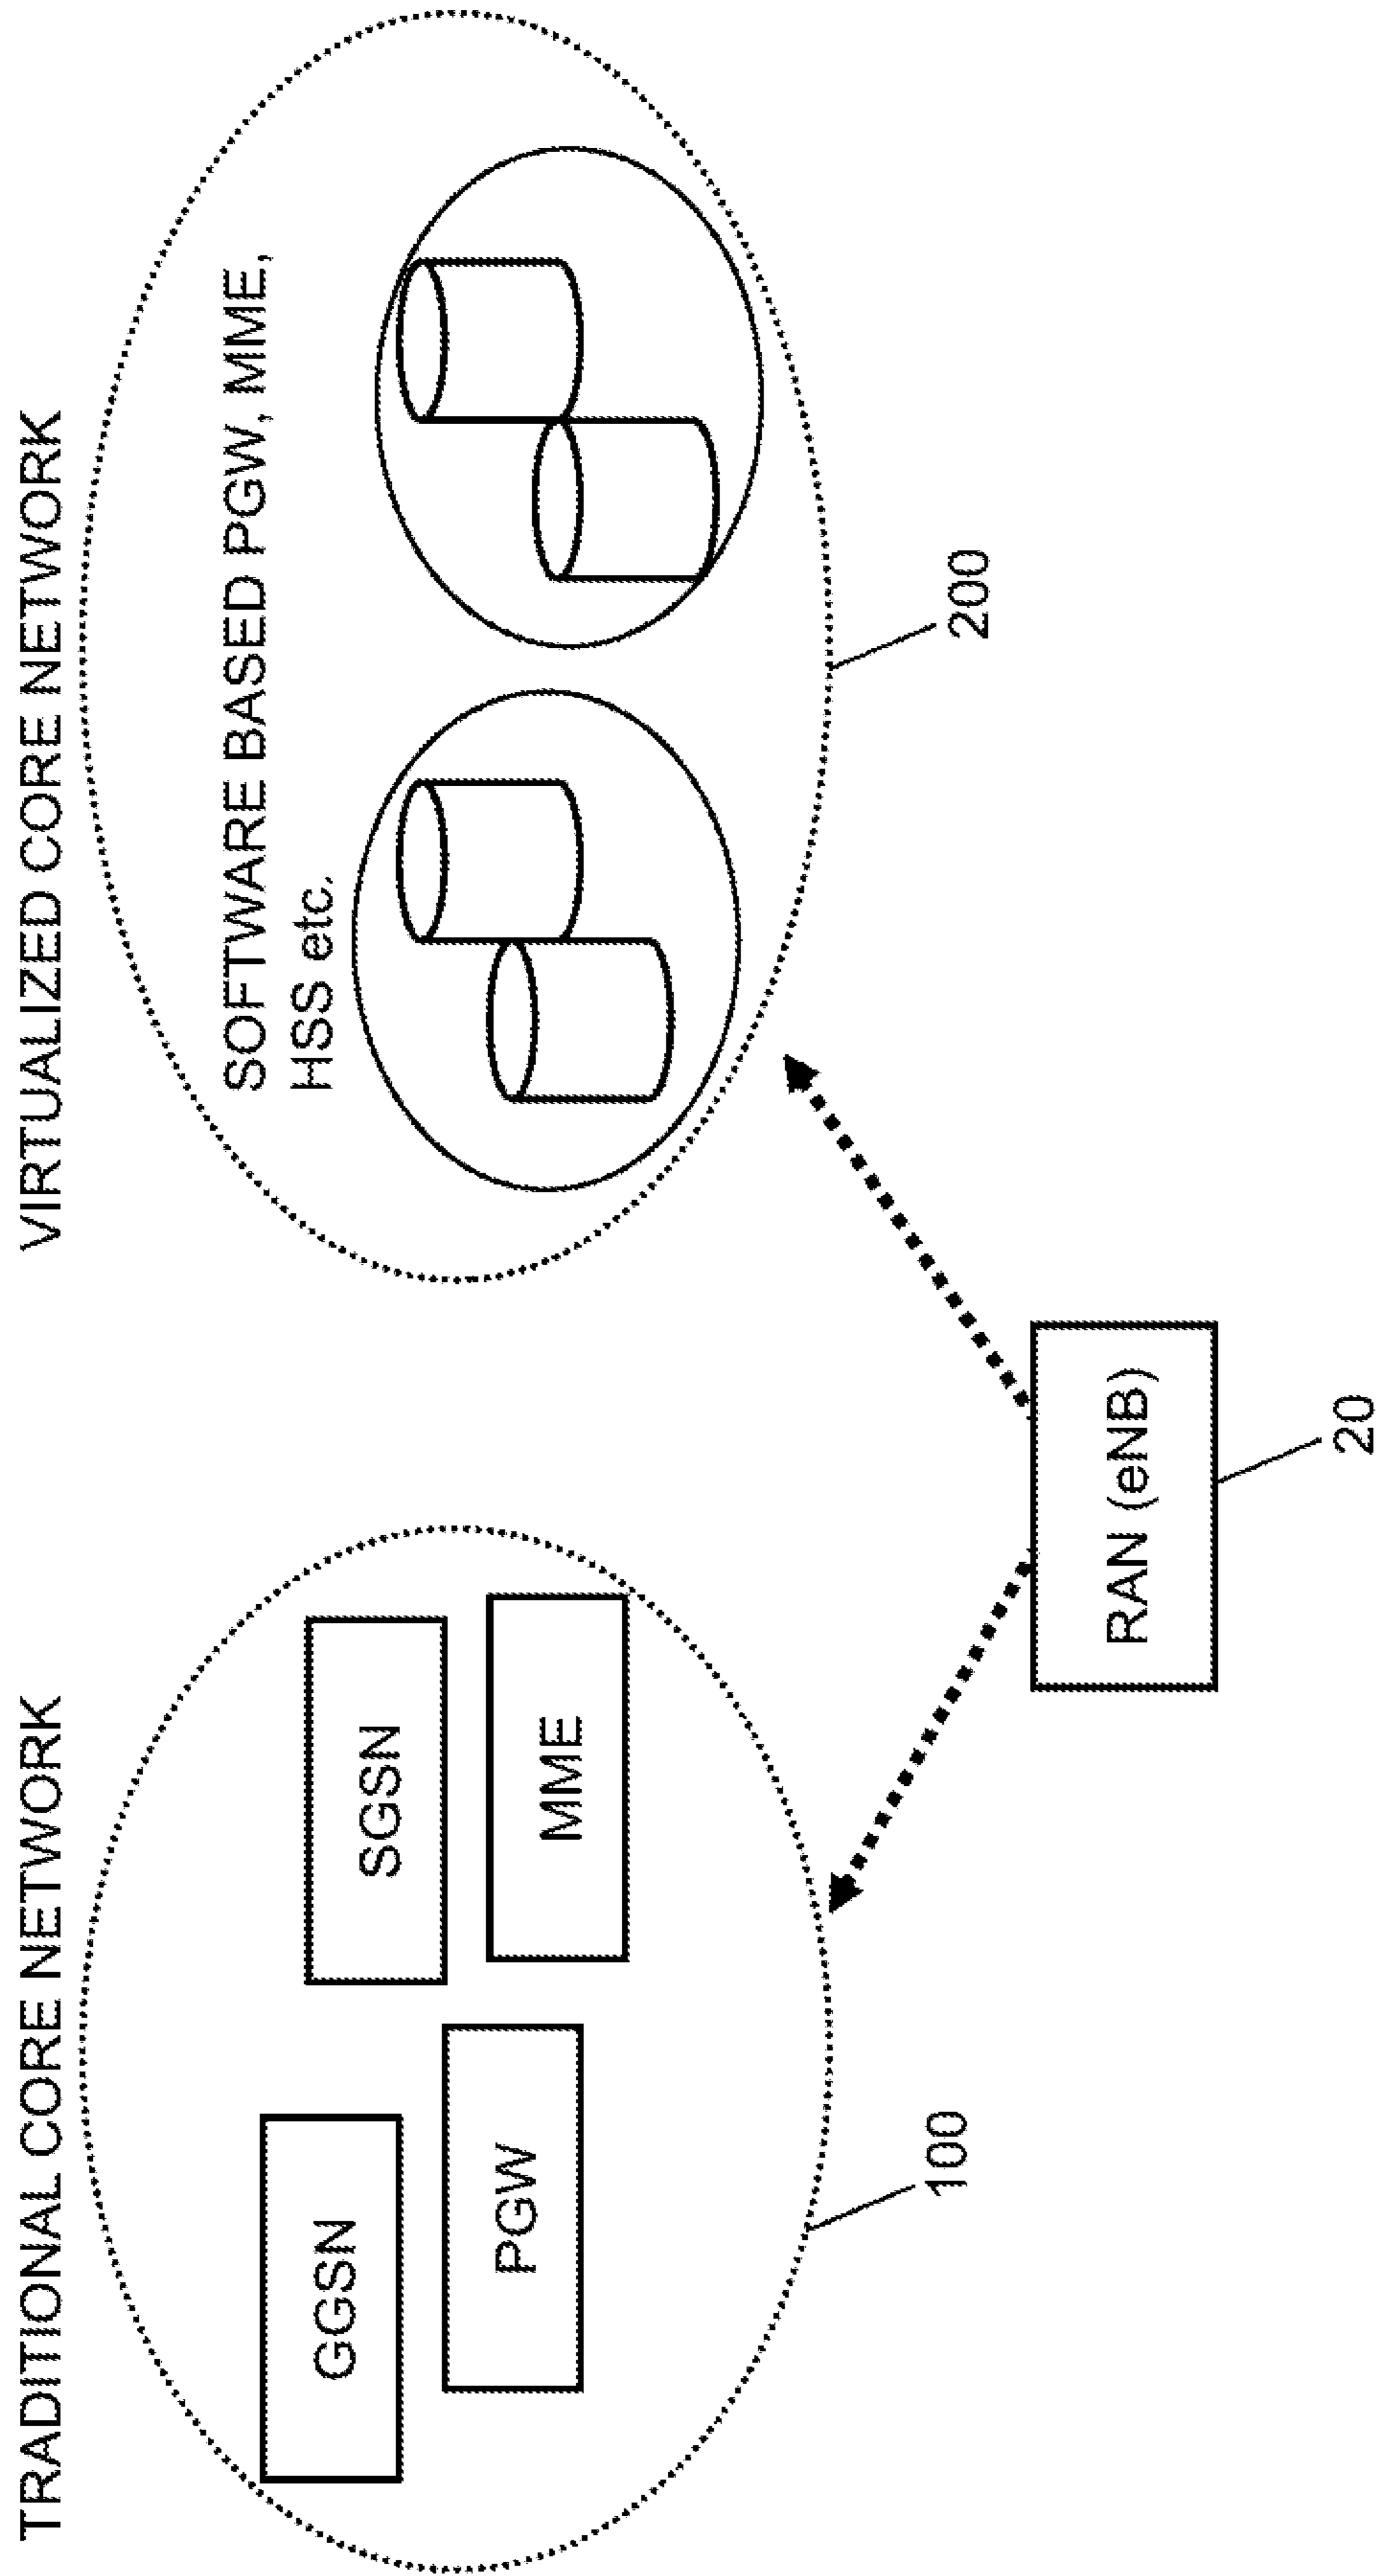 TRADITIONAL CORE NETWORK
GGSN
SGSN
PGW
MME
100
VIRTUALIZED CORE NETWORK
SOFTWARE BASED PGW, MME,
HSS etc.
200
RAN (eNB)
20